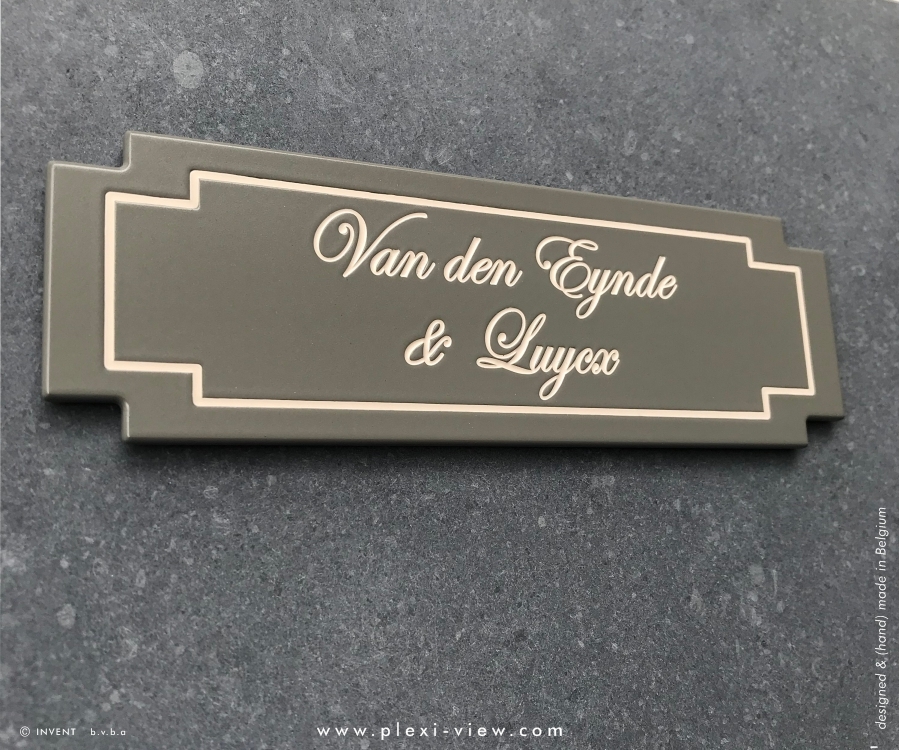 Van den Eynde
& Luycx
designed & (hand) made in Belgium
© INVENT b.v.b.a
www.plexi-view.com